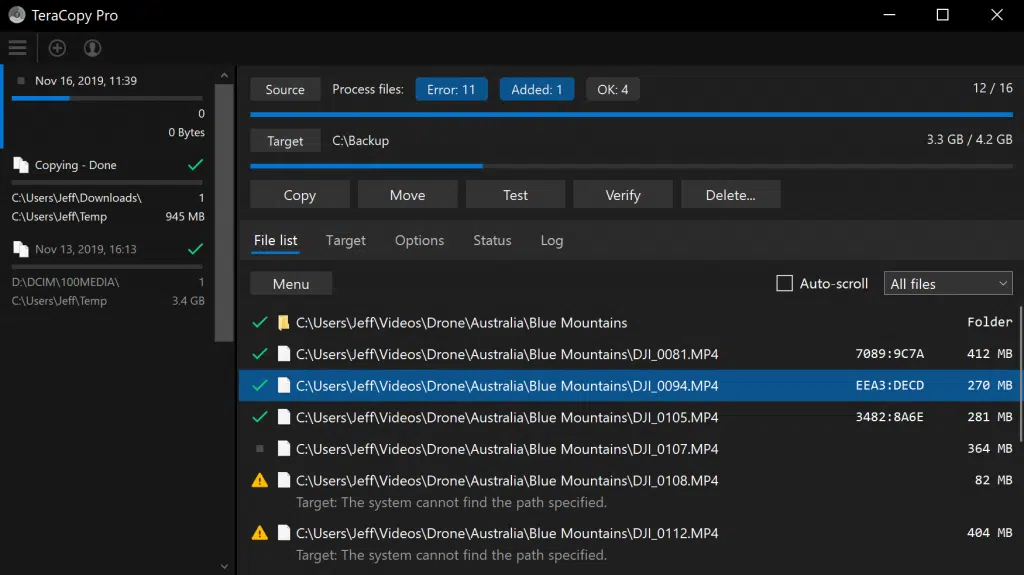 TeraCopy Pro
Nov 16, 2019, 11:39
0
0 Bytes
Copying - Done
C:\Users\Jeff\Downloads\ 1
C:\Users\Jeff\Temp 945 MB
Nov 13, 2019, 16:13
D:\DCIM\100MEDIA\ 1
C:\Users\Jeff\Temp 3.4 GB
Source Process files: Error: 11 Added: 1 OK: 4 12 / 16
Target C:\Backup 3.3 GB / 4.2 GB
Copy Move Test Verify Delete...
File list Target Options Status Log
Menu Auto-scroll All files
C:\Users\Jeff\Videos\Drone\Australia\Blue Mountains Folder
C:\Users\Jeff\Videos\Drone\Australia\Blue Mountains\DJI_0081.MP4 7089:9C7A 412 MB
C:\Users\Jeff\Videos\Drone\Australia\Blue Mountains\DJI_0094.MP4 EEA3:DECD 270 MB
C:\Users\Jeff\Videos\Drone\Australia\Blue Mountains\DJI_0105.MP4 3482:8A6E 281 MB
C:\Users\Jeff\Videos\Drone\Australia\Blue Mountains\DJI_0107.MP4 364 MB
C:\Users\Jeff\Videos\Drone\Australia\Blue Mountains\DJI_0108.MP4 82 MB
Target: The system cannot find the path specified.
C:\Users\Jeff\Videos\Drone\Australia\Blue Mountains\DJI_0112.MP4 404 MB
Target: The system cannot find the path specified.